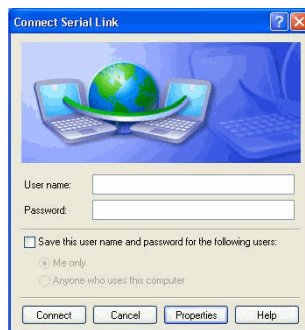 Connect Serial Link
User name:
Password:
Save this user name and password for the following users:
Me only
Anyone who uses this computer
Connect Cancel Properties Help